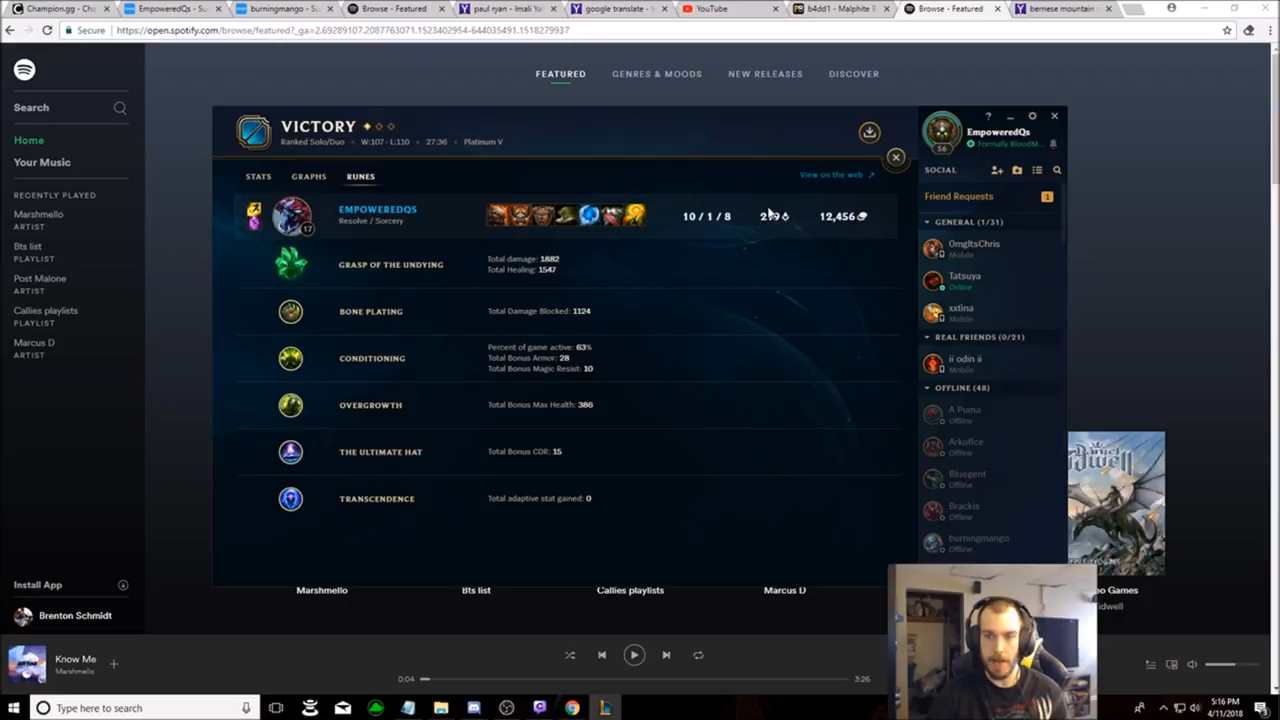 Champion.gg - C
EmpoweredQs - Su
burningmango: Su
Browse - Featured
paul ryan - Imali Ya
google translate -
YouTube
b4dd1 - Malphite B
Browse - Featured
bernese mountain
Secure
https://open.spotify.com/browse/featured?_ga=2.69289107.2087763071.1523402954-644035491.1518279937
FEATURED
GENRES & MOODS
NEW RELEASES
DISCOVER
Search
Home
Your Music
RECENTLY PLAYED
Marshmello
ARTIST
Bts list
PLAYLIST
Post Malone
ARTIST
Callies playlists
PLAYLIST
Marcus D
ARTIST
Install App
Brenton Schmidt
VICTORY
Ranked Solo/Duo • W:107 - L:110 • 27:36 • Platinum V
STATS
GRAPHS
RUNES
View on the web
17
EMPOWEREDQS
Resolve / Sorcery
10 / 1 / 8
12,456
GRASP OF THE UNDYING
Total damage: 1882
Total Healing: 1547
BONE PLATING
Total Damage Blocked: 1124
CONDITIONING
Percent of game active: 63%
Total Bonus Armor: 28
Total Bonus Magic Resist: 10
OVERGROWTH
Total Bonus Max Health: 386
THE ULTIMATE HAT
Total Bonus CDR: 15
TRANSCENDENCE
Total adaptive stat gained: 0
56
EmpoweredQs
Formally BloodM...
SOCIAL
Friend Requests
1
GENERAL (1/31)
0mgItsChris
Mobile
Tatsuya
Online
xxtina
Mobile
REAL FRIENDS (0/21)
ii odin ii
Mobile
OFFLINE (48)
A Puma
Offline
Arkofice
Offline
Bluegent
Offline
Brackis
Offline
burningmango
Offline
Marshmello
Bts list
Callies playlists
Marcus D
eo Games
Tidwell
Know Me
Marshmello
0:04
3:26
Type here to search
5:16 PM
4/11/2018